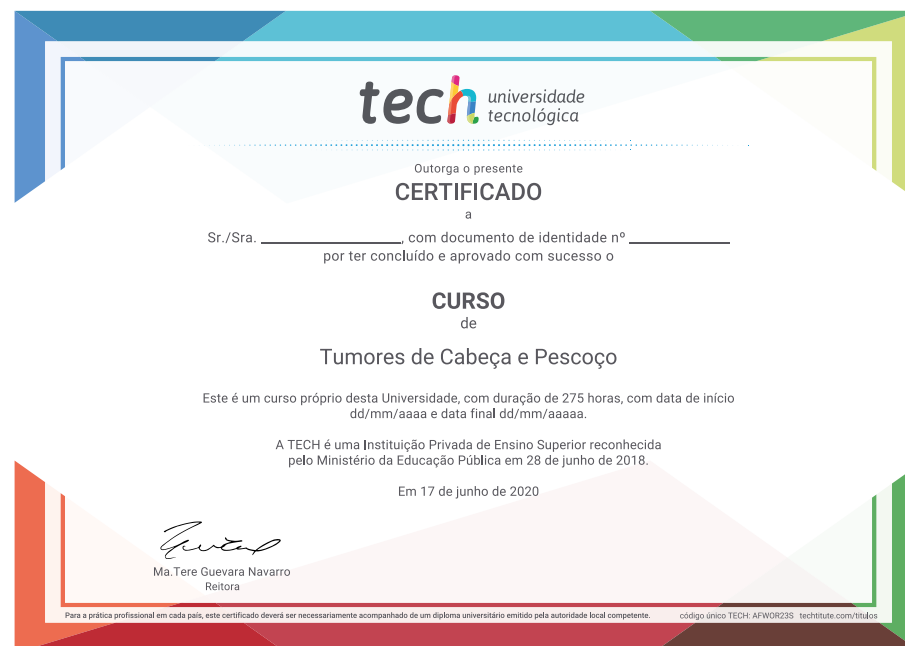 tech universidade
tecnológica
Outorga o presente
CERTIFICADO
a
Sr./Sra. ____________________, com documento de identidade nº ______________
por ter concluído e aprovado com sucesso o
CURSO
de
Tumores de Cabeça e Pescoço
Este é um curso próprio desta Universidade, com duração de 275 horas, com data de início
dd/mm/aaaa e data final dd/mm/aaaaa.
A TECH é uma Instituição Privada de Ensino Superior reconhecida
pelo Ministério da Educação Pública em 28 de junho de 2018.
Em 17 de junho de 2020
Ma.Tere Guevara Navarro
Reitora
Para a prática profissional em cada país, este certificado deverá ser necessariamente acompanhado de um diploma universitário emitido pela autoridade local competente.
código único TECH: AFWOR23S techtitute.com/titulos